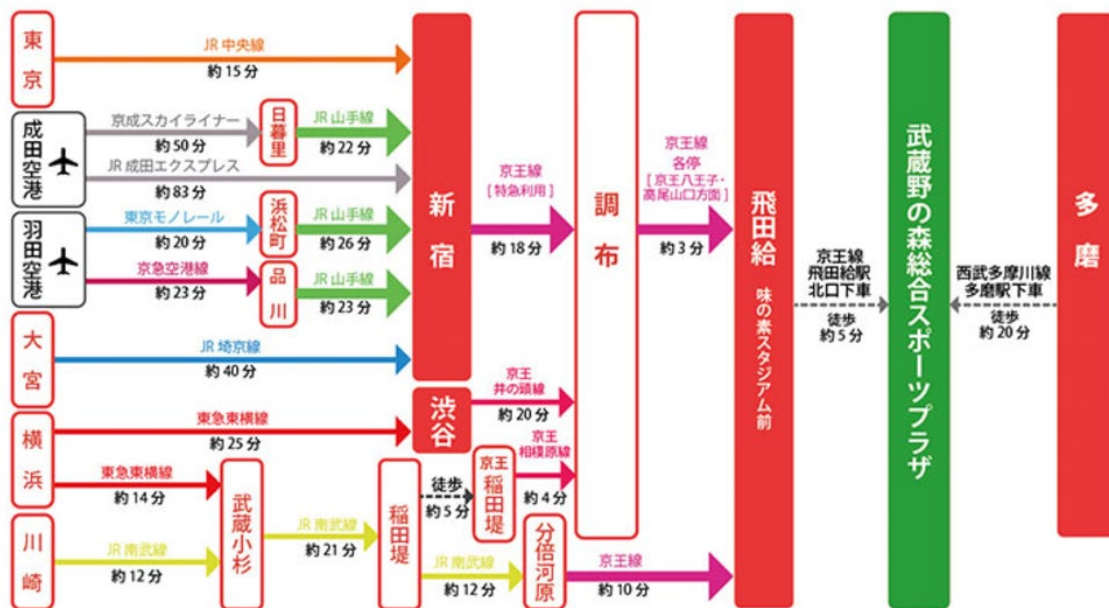 東京
JR 中央線
約 15 分
成田空港
京成スカイライナー
約 50 分
日暮里
JR 山手線
約 22 分
JR 成田エクスプレス
約 83 分
羽田空港
東京モノレール
約 20 分
浜松町
JR 山手線
約 26 分
京急空港線
約 23 分
品川
JR 山手線
約 23 分
大宮
JR 埼京線
約 40 分
新宿
京王線
[ 特急利用 ]
約 18 分
横浜
東急東横線
約 25 分
渋谷
京王
井の頭線
約 20 分
東急東横線
約 14 分
川崎
JR 南武線
約 12 分
武蔵小杉
JR 南武線
約 21 分
稲田堤
徒歩
約 5 分
京王
稲田堤
京王
相模原線
約 4 分
JR 南武線
約 12 分
分倍河原
京王線
約 10 分
調布
京王線
各停
[ 京王八王子・
高尾山口方面 ]
約 3 分
飛田給
味の素スタジアム前
京王線
飛田給駅
北口下車
徒歩
約 5 分
武蔵野の森総合スポーツプラザ
西武多摩川線
多磨駅下車
徒歩
約 20 分
多磨